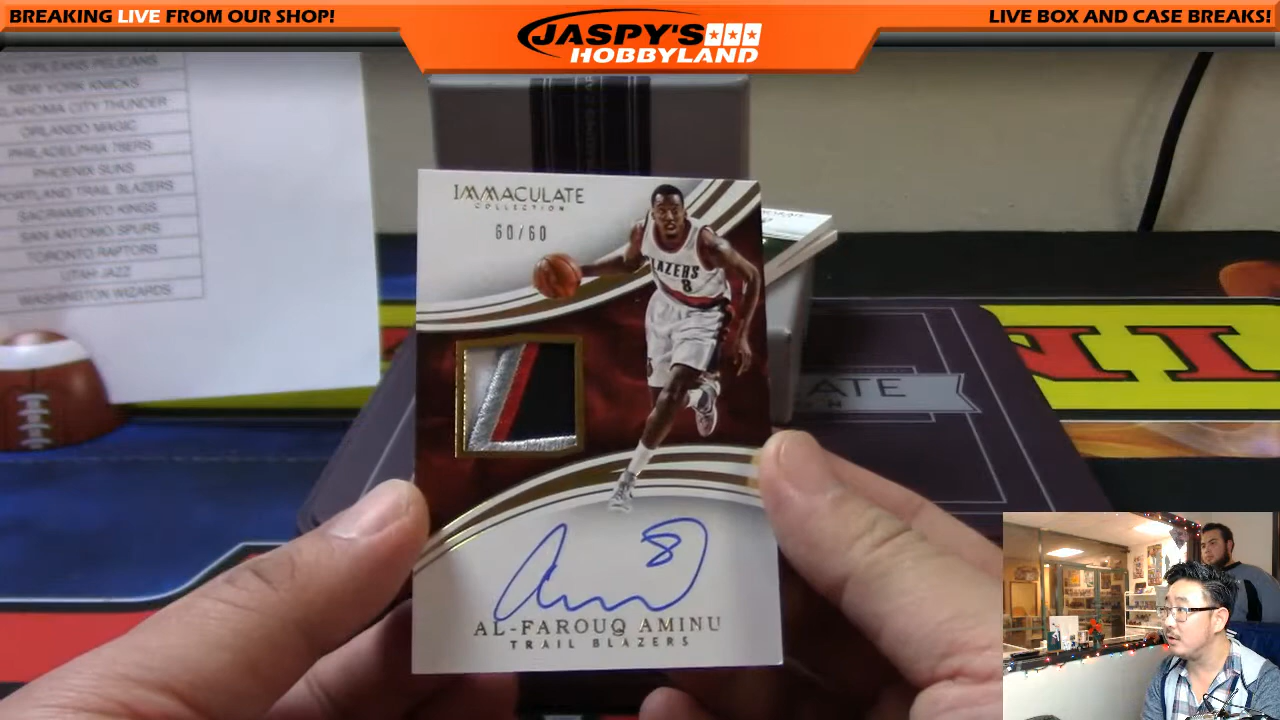 BREAKING LIVE FROM OUR SHOP!
JASPY'S
HOBBYLAND
LIVE BOX AND CASE BREAKS!
PELICANS
NEW YORK KNICKS
OKLAHOMA CITY THUNDER
ORLANDO MAGIC
PHILADELPHIA 76ERS
PHOENIX SUNS
PORTLAND TRAIL BLAZERS
SACRAMENTO KINGS
SAN ANTONIO SPURS
TORONTO RAPTORS
UTAH JAZZ
WASHINGTON WIZARDS
IMMACULATE
COLLECTION
60/60
BLAZERS
8
8
AL-FAROUQ AMINU
TRAIL BLAZERS